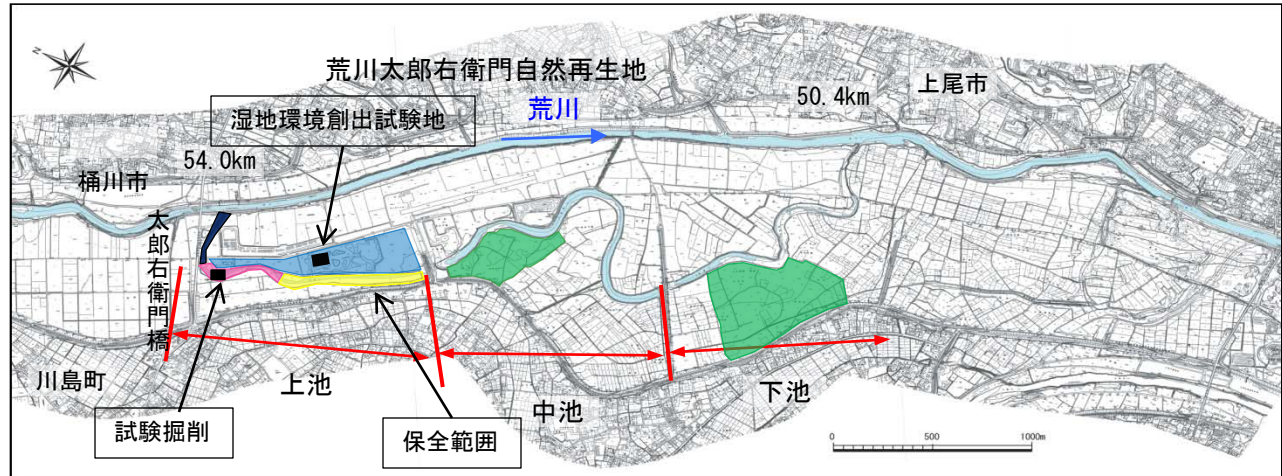 荒川太郎右衛門自然再生地
上尾市
50.4km
湿地環境創出試験地
荒川
54.0km
桶川市
太郎右衛門橋
川島町
上池
中池
下池
試験掘削
保全範囲
0 500 1000m
N